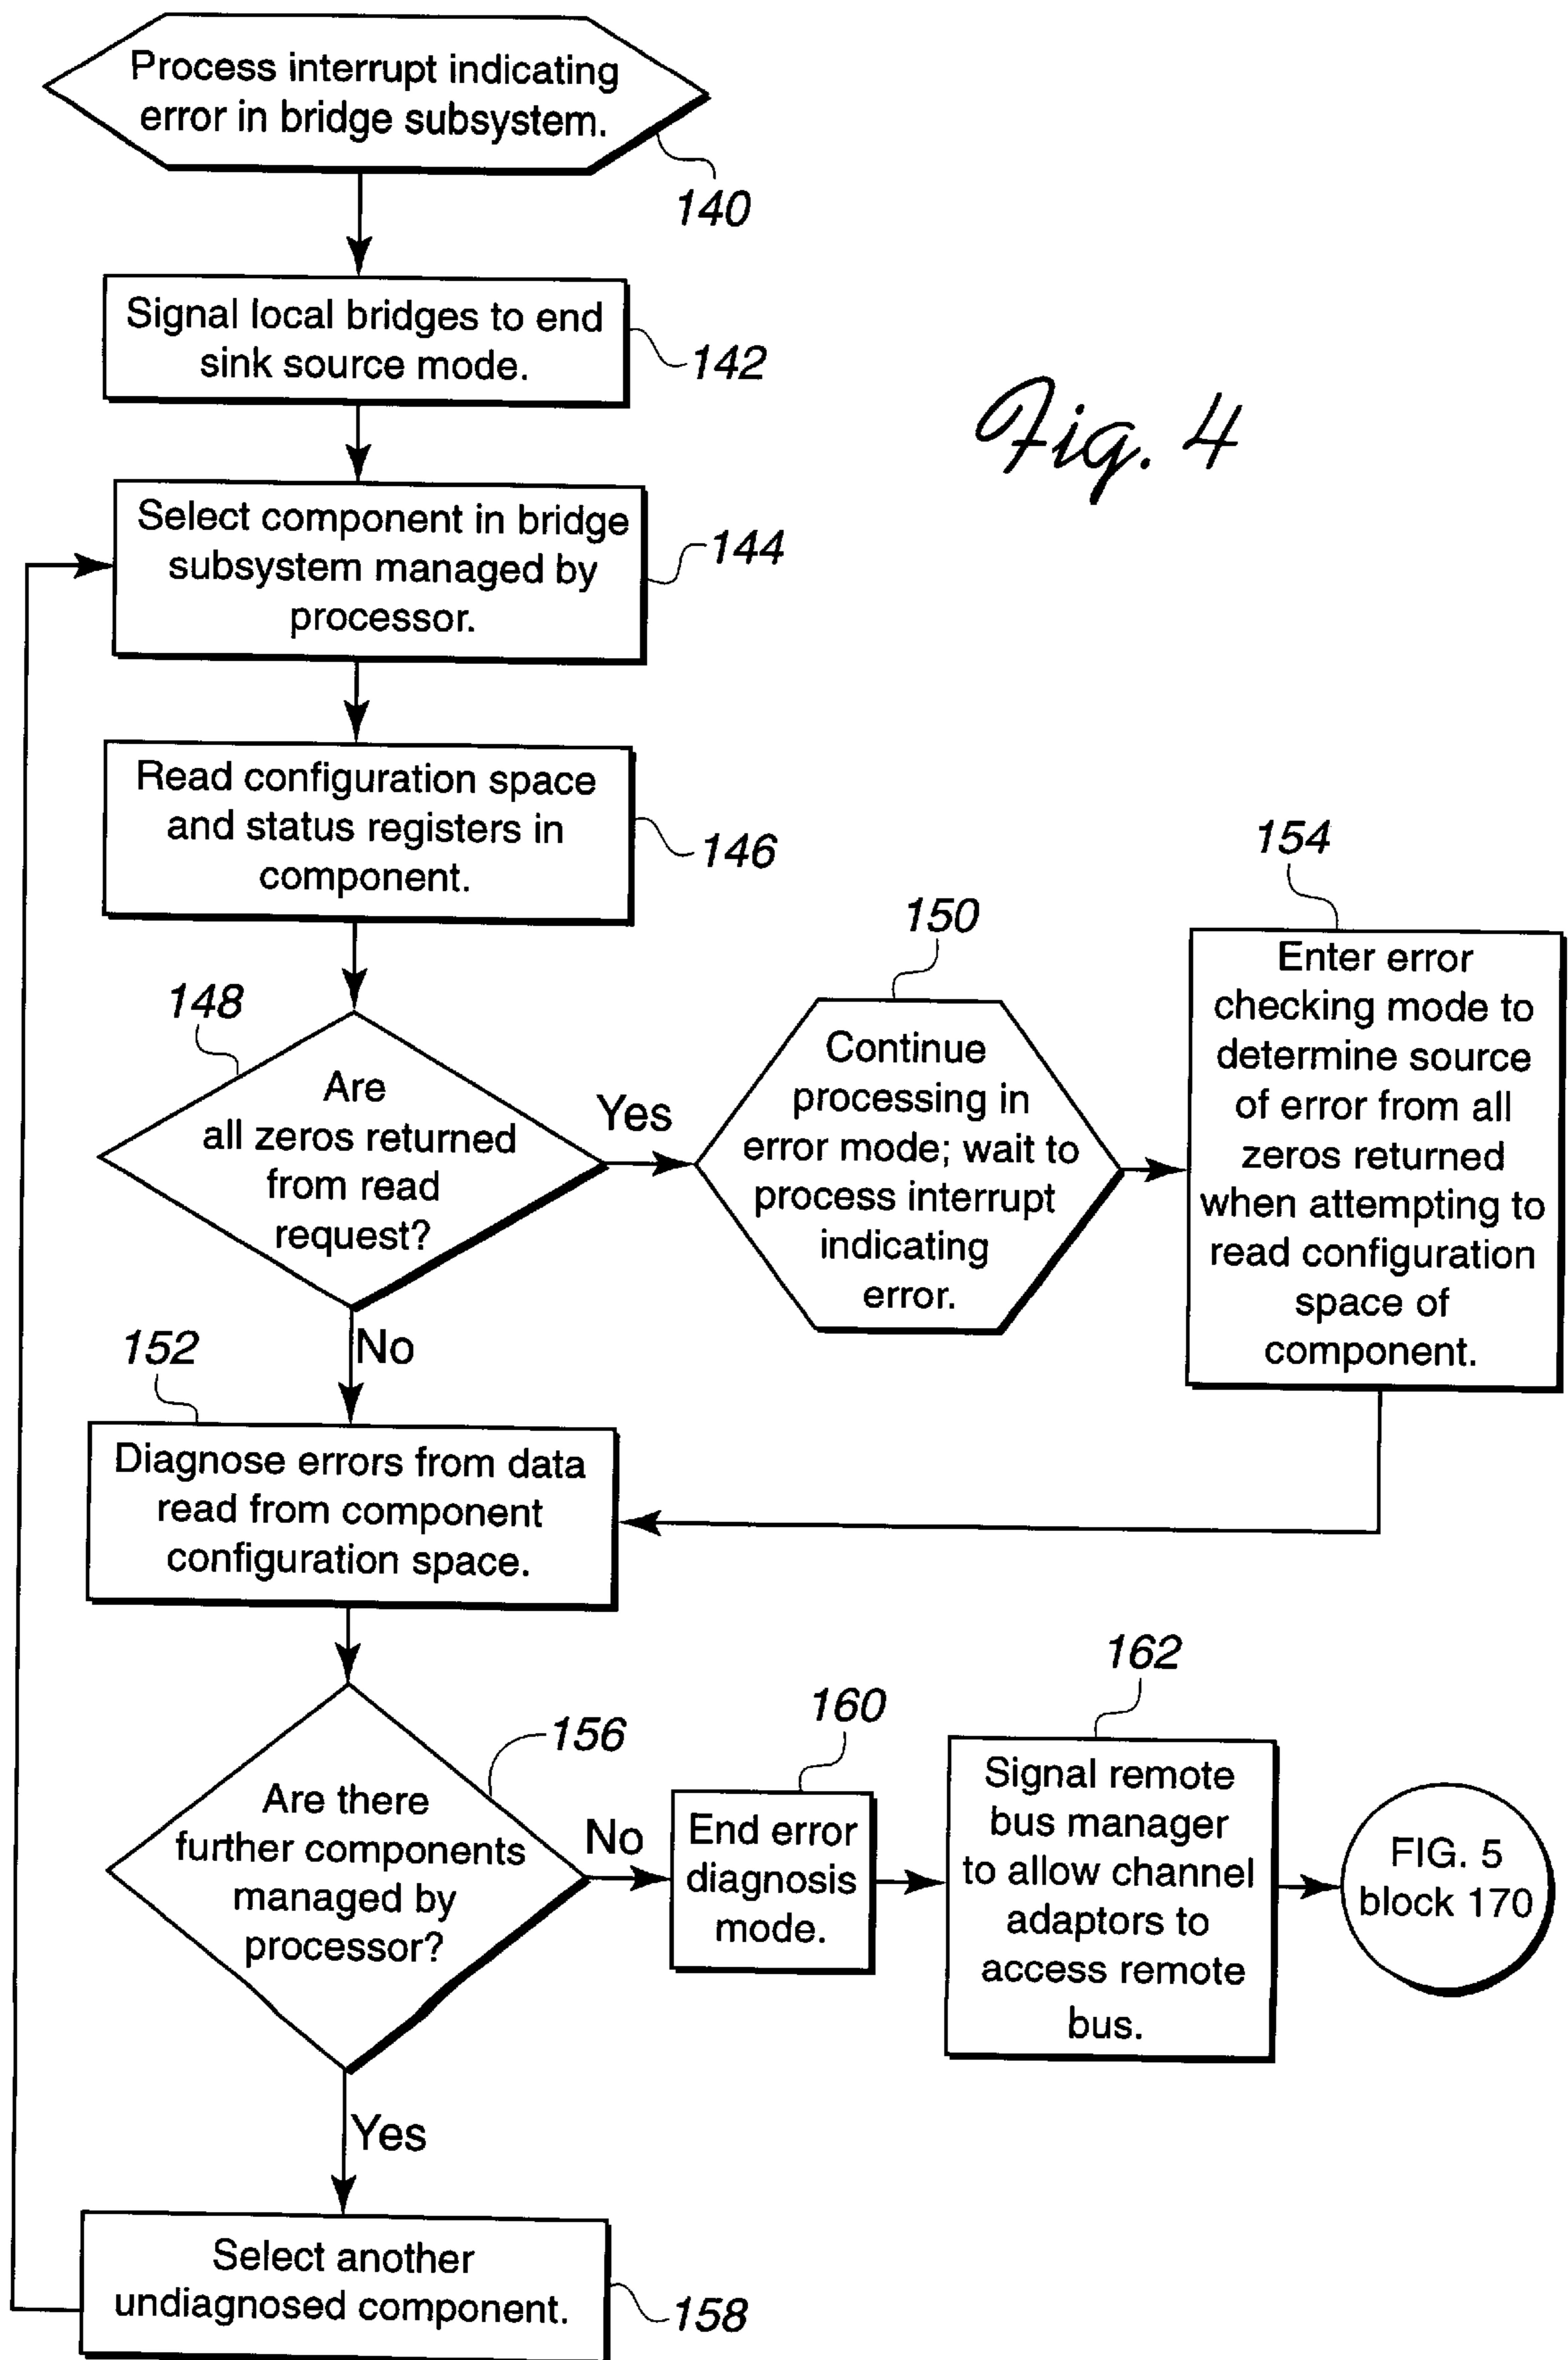 Process interrupt indicating
error in bridge subsystem.
140
Signal local bridges to end
sink source mode.
142
Fig. 4
Select component in bridge
subsystem managed by
processor.
144
Read configuration space
and status registers in
component.
146
148
Are
all zeros returned
from read
request?
Yes
No
150
Continue
processing in
error mode; wait to
process interrupt
indicating
error.
154
Enter error
checking mode to
determine source
of error from all
zeros returned
when attempting to
read configuration
space of
component.
152
Diagnose errors from data
read from component
configuration space.
156
Are there
further components
managed by
processor?
No
Yes
160
End error
diagnosis
mode.
162
Signal remote
bus manager
to allow channel
adaptors to
access remote
bus.
FIG. 5
block 170
Select another
undiagnosed component.
158